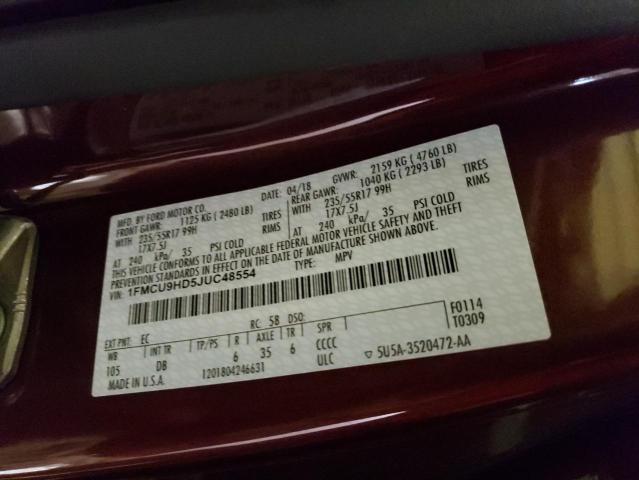 MFD. BY FORD MOTOR CO. DATE: 04/18 GVWR: 2159 KG ( 4760 LB)
FRONT GAWR: 1125 KG ( 2480 LB) REAR GAWR: 1040 KG ( 2293 LB)
WITH 235/55R17 99H TIRES WITH 235/55R17 99H TIRES
17X7.5J RIMS 17X7.5J RIMS
AT 240 kPa/ 35 PSI COLD AT 240 kPa/ 35 PSI COLD
THIS VEHICLE CONFORMS TO ALL APPLICABLE FEDERAL MOTOR VEHICLE SAFETY AND THEFT
PREVENTION STANDARDS IN EFFECT ON THE DATE OF MANUFACTURE SHOWN ABOVE.
VIN: 1FMCU9HD5JUC48554 TYPE: MPV
EXT PNT: EC RC: 5B DSO: F0114
WB INT TR TP/PS R AXLE TR SPR T0309
105 DB 6 35 6 CCCC
MADE IN U.S.A. 1201804246631 ULC ▽ 5U5A-3520472-AA